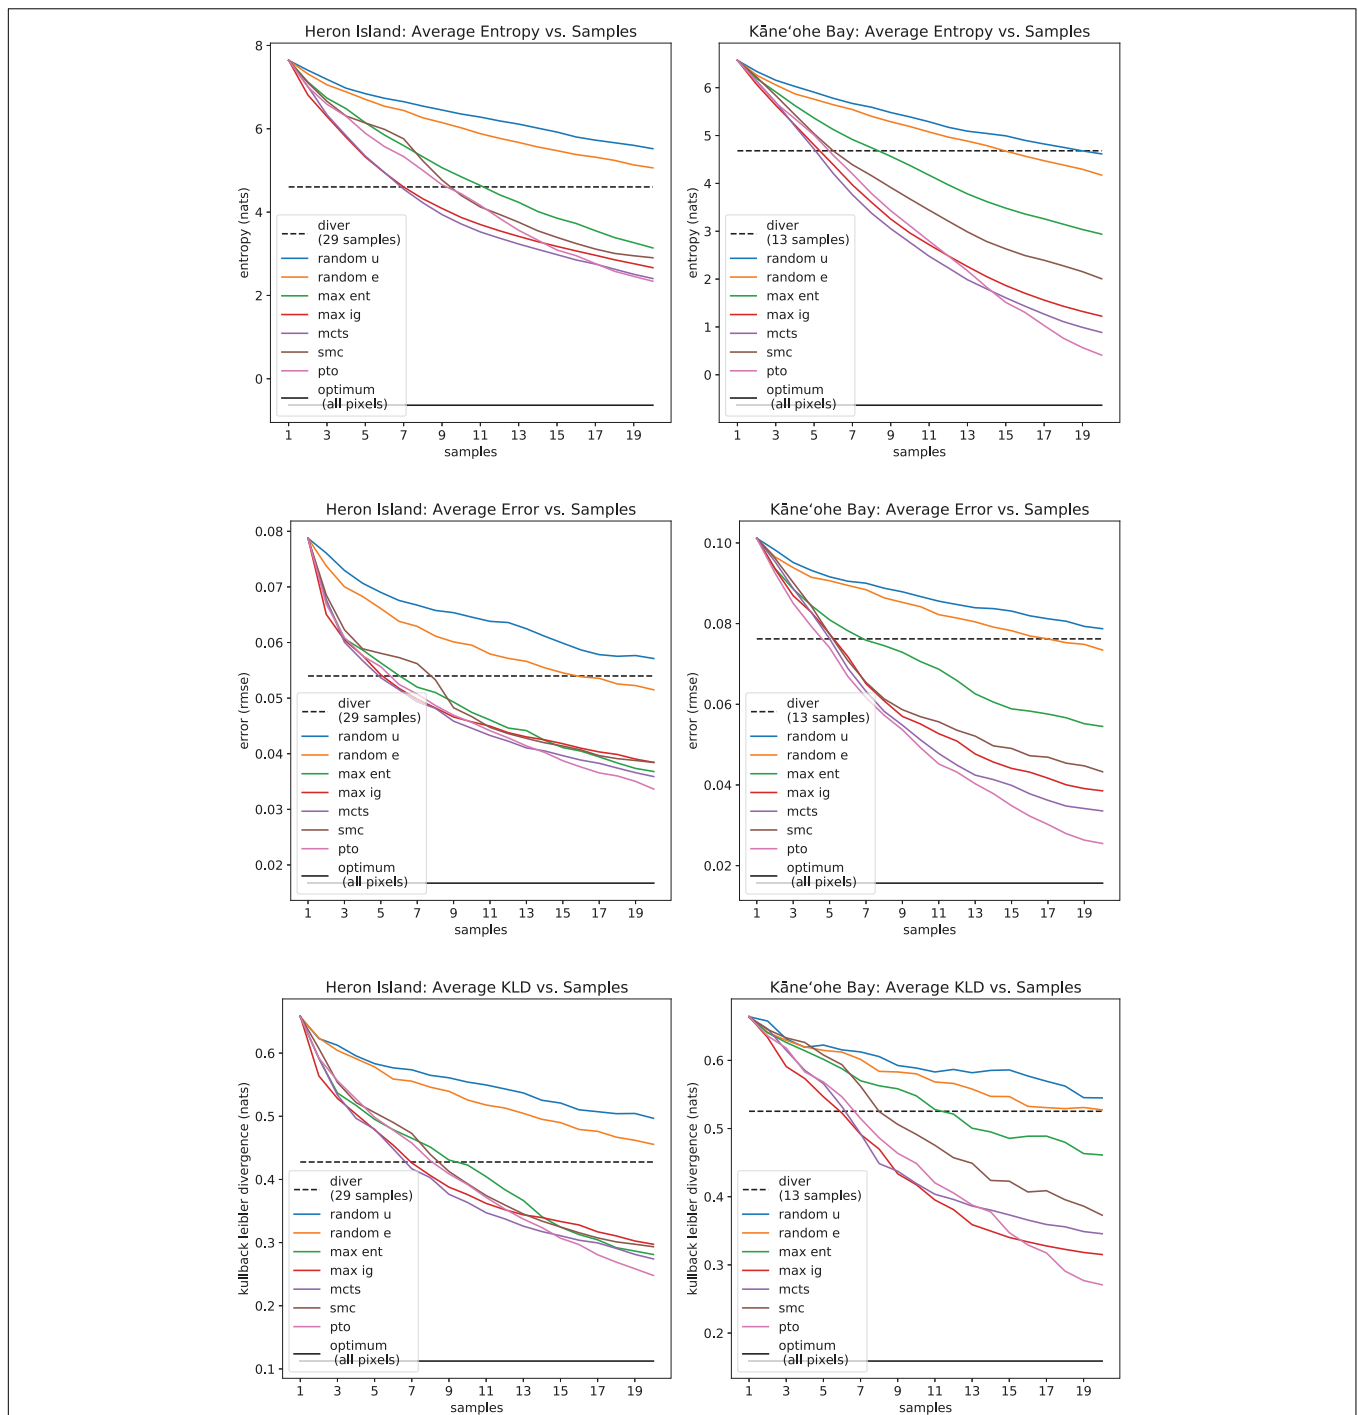 Heron Island: Average Entropy vs. Samples
8
6
4
2
0
entropy (nats)
diver
(29 samples)
random u
random e
max ent
max ig
mcts
smc
pto
optimum
(all pixels)
1 3 5 7 9 11 13 15 17 19
samples
Kāneʻohe Bay: Average Entropy vs. Samples
6
5
4
3
2
1
0
entropy (nats)
diver
(13 samples)
random u
random e
max ent
max ig
mcts
smc
pto
optimum
(all pixels)
1 3 5 7 9 11 13 15 17 19
samples
Heron Island: Average Error vs. Samples
0.08
0.07
0.06
0.05
0.04
0.03
0.02
error (rmse)
diver
(29 samples)
random u
random e
max ent
max ig
mcts
smc
pto
optimum
(all pixels)
1 3 5 7 9 11 13 15 17 19
samples
Kāneʻohe Bay: Average Error vs. Samples
0.10
0.08
0.06
0.04
0.02
error (rmse)
diver
(13 samples)
random u
random e
max ent
max ig
mcts
smc
pto
optimum
(all pixels)
1 3 5 7 9 11 13 15 17 19
samples
Heron Island: Average KLD vs. Samples
0.6
0.5
0.4
0.3
0.2
0.1
kullback leibler divergence (nats)
diver
(29 samples)
random u
random e
max ent
max ig
mcts
smc
pto
optimum
(all pixels)
1 3 5 7 9 11 13 15 17 19
samples
Kāneʻohe Bay: Average KLD vs. Samples
0.6
0.5
0.4
0.3
0.2
kullback leibler divergence (nats)
diver
(13 samples)
random u
random e
max ent
max ig
mcts
smc
pto
optimum
(all pixels)
1 3 5 7 9 11 13 15 17 19
samples